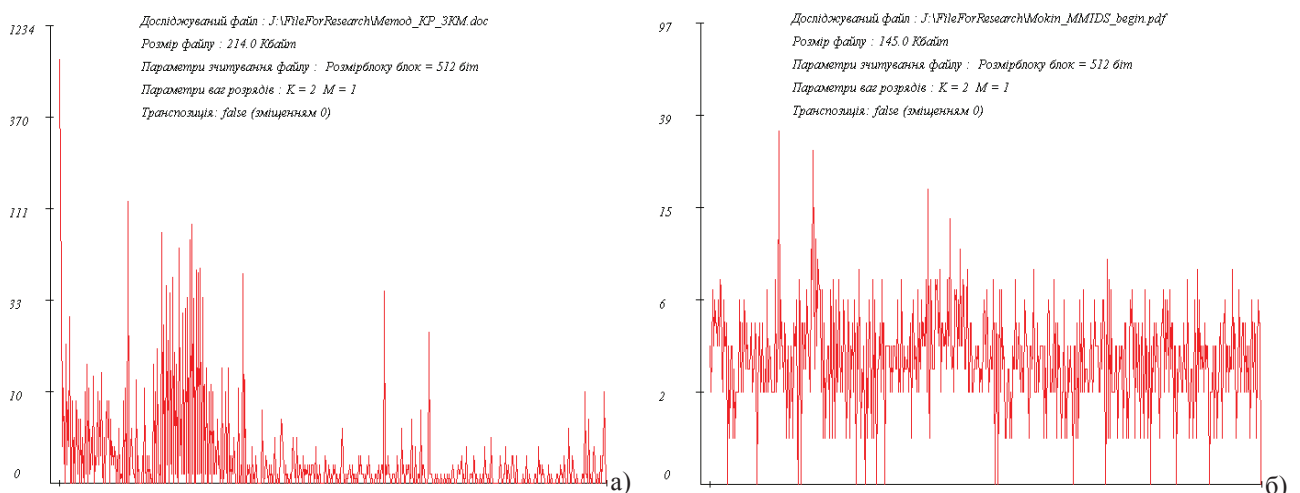 1234
370
111
33
10
0
Досліджуваний файл : J:\FileForResearch\Metod_KP_ЗКМ.doc
Розмір файлу : 214.0 Кбайт
Параметри зчитування файлу : Розмірблоку блок = 512 біт
Параметри ваг розрядів : K = 2 M = 1
Транспозиція: false (зміщенням 0)
а)
97
39
15
6
2
0
Досліджуваний файл : J:\FileForResearch\Mokin_MMIDS_begin.pdf
Розмір файлу : 145.0 Кбайт
Параметри зчитування файлу : Розмірблоку блок = 512 біт
Параметри ваг розрядів : K = 2 M = 1
Транспозиція: false (зміщенням 0)
б)